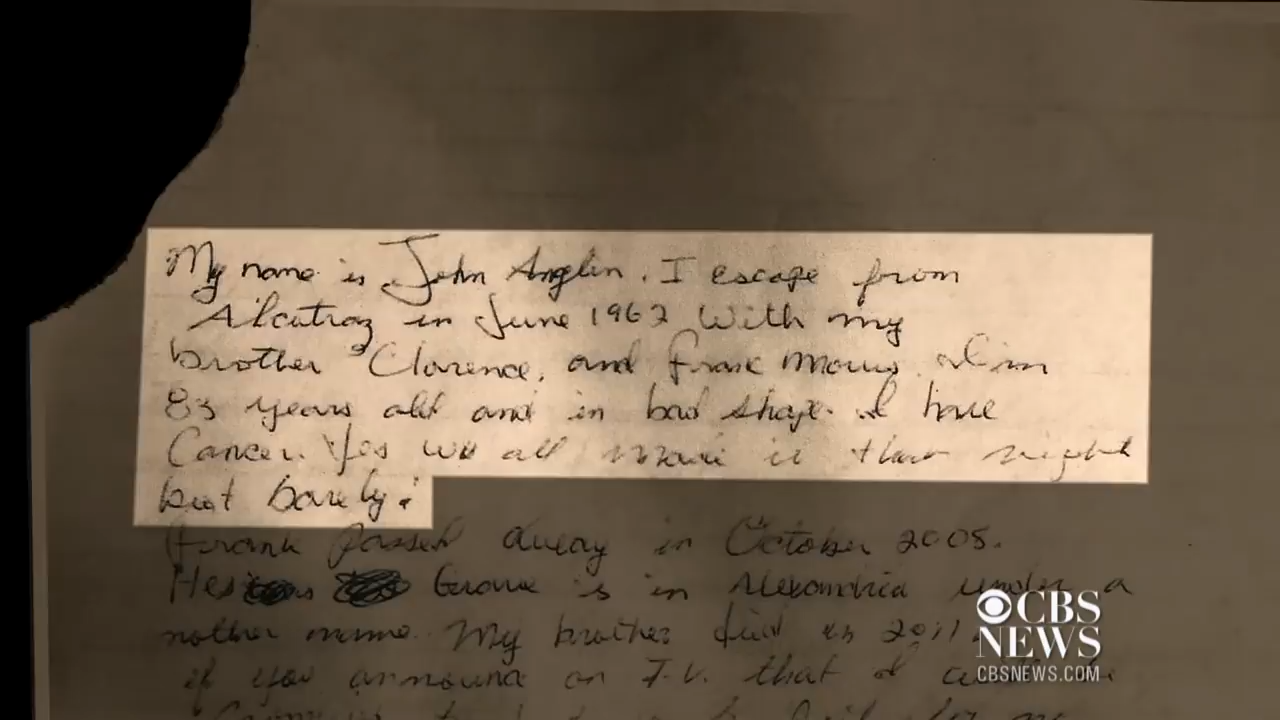 My name is John Anglin. I escape from
Alcatraz in June 1962 With my
brother Clarence, and Frank Morris. I'm
83 years old and in bad shape. I have
Cancer. Yes we all made it that night
but barely!
Frank passed away in October 2008.
Hes Grave is in Alexandria under a
nother name. My brother died in 2011.
if you announce on T.V. that I
CBS NEWS
CBSNEWS.COM